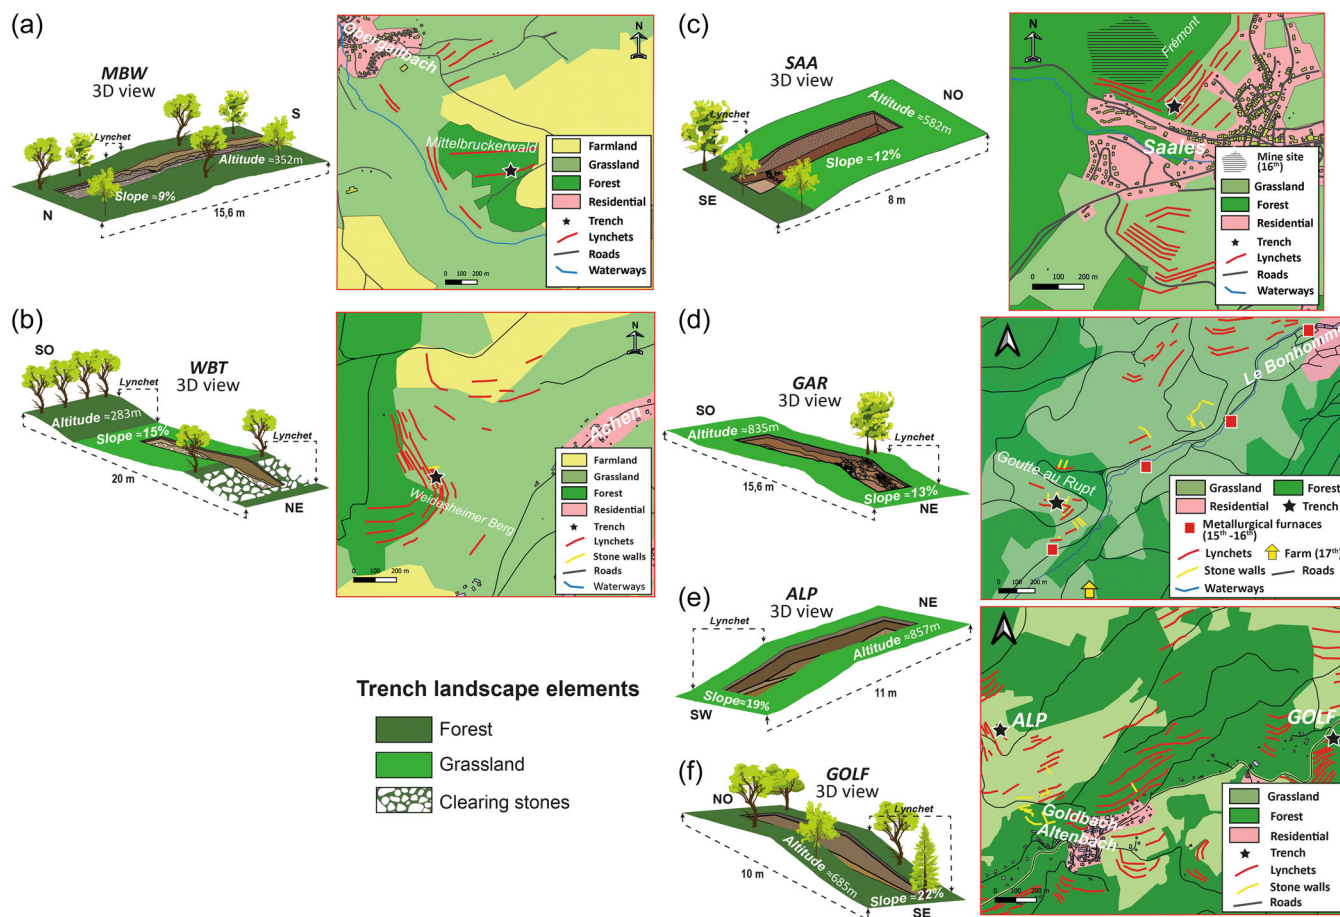 (a)
MBW
3D view
Lynchet
S
Altitude ≈352m
Slope ≈9%
N
15,6 m
Mittelbruckerwald
N
Farmland
Grassland
Forest
Residential
Trench
Lynchets
Roads
Waterways
0 100 200 m
(b)
SO
WBT
3D view
Lynchet
Altitude ≈283m
Slope ≈15%
Lynchet
20 m
NE
N
Achen
Weidesheimer Berg
Farmland
Grassland
Forest
Residential
Trench
Lynchets
Stone walls
Roads
Waterways
0 100 200 m
Trench landscape elements
Forest
Grassland
Clearing stones
(c)
SAA
3D view
NO
Lynchet
Altitude ≈582m
Slope ≈12%
SE
8 m
N
Frémont
Saales
Mine site
(16th)
Grassland
Forest
Residential
Trench
Lynchets
Roads
Waterways
0 100 200 m
(d)
GAR
3D view
SO
Altitude ≈835m
Lynchet
15,6 m
Slope ≈13%
NE
Le Bonhomm
Goutte au Rupt
Grassland
Forest
Residential
Trench
Metallurgical furnaces
(15th -16th)
Lynchets
Farm (17th)
Stone walls
Roads
Waterways
0 100 200 m
(e)
ALP
3D view
NE
Lynchet
Altitude ≈857m
Slope≈19%
SW
11 m
(f)
GOLF
3D view
NO
Lynchet
Altitude ≈685m
10 m
Slope ≈22%
SE
ALP
GOLF
Goldbach-
Altenbach
Grassland
Forest
Residential
Trench
Lynchets
Stone walls
Roads
0 100 200 m